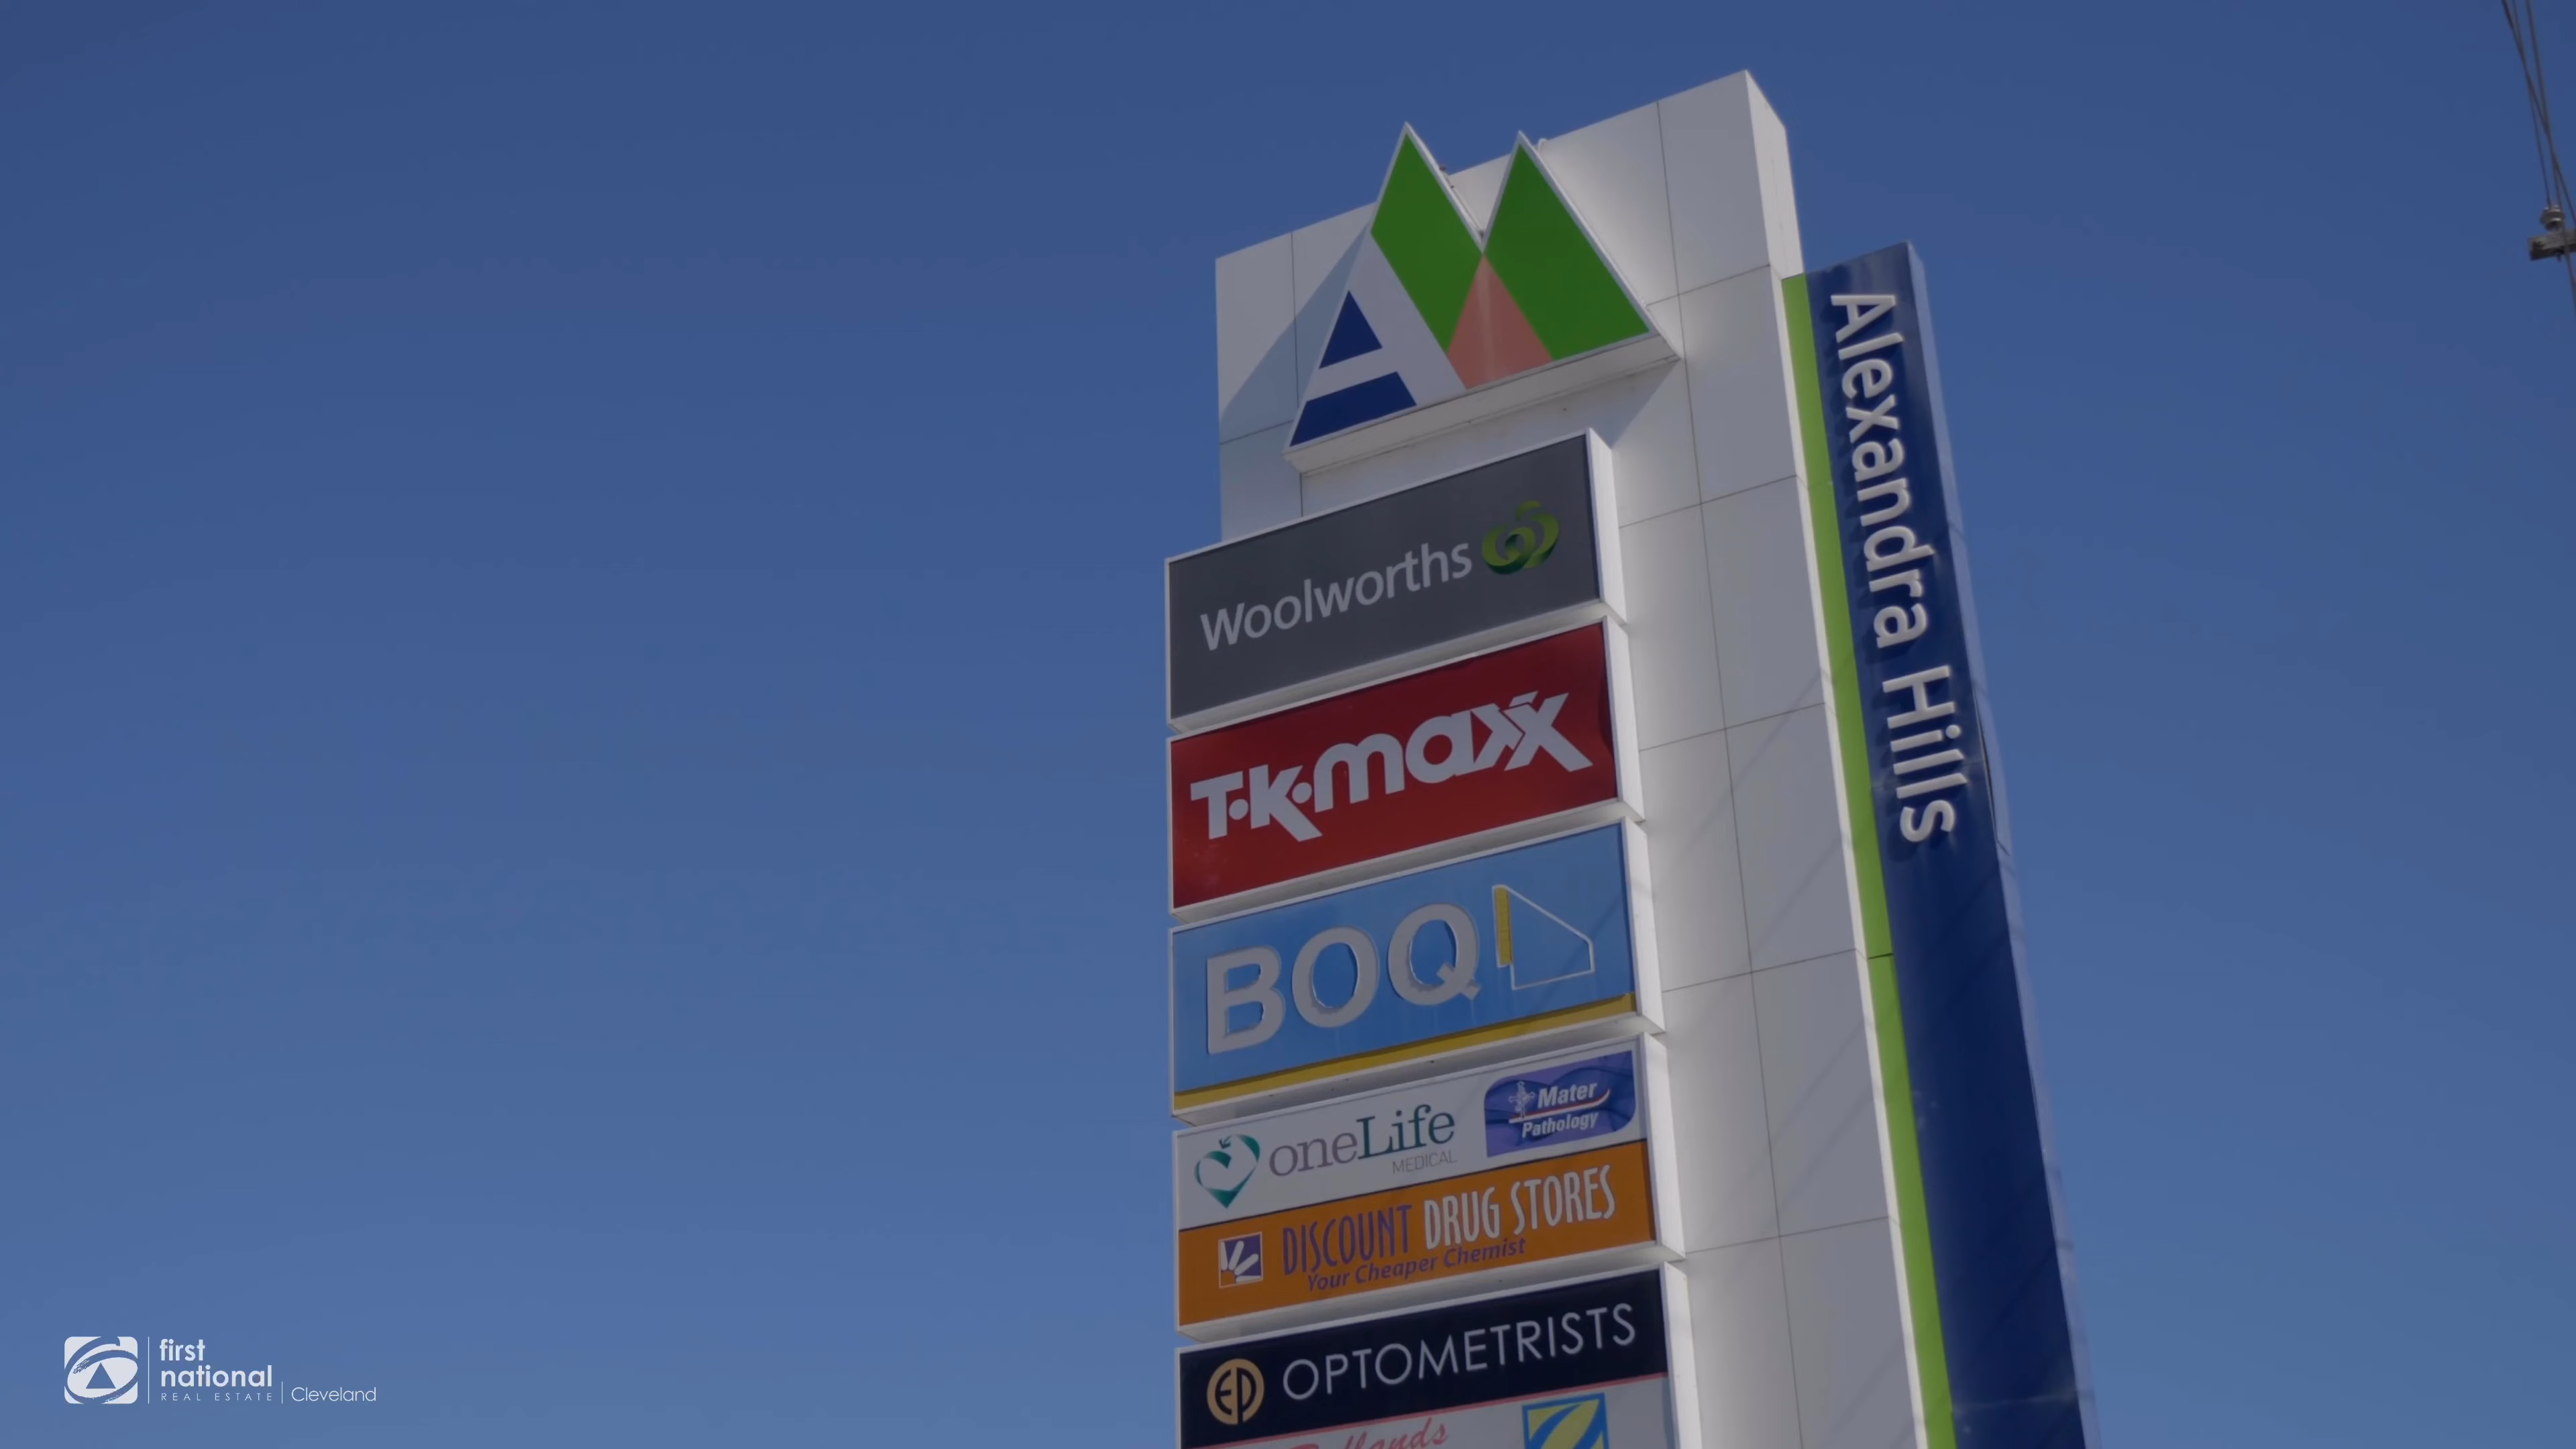 Alexandra Hills
Woolworths
T·K·maxx
BOQ
oneLife
MEDICAL
Mater
Pathology
DISCOUNT DRUG STORES
Your Cheaper Chemist
EP OPTOMETRISTS
first
national
REAL ESTATE
Cleveland